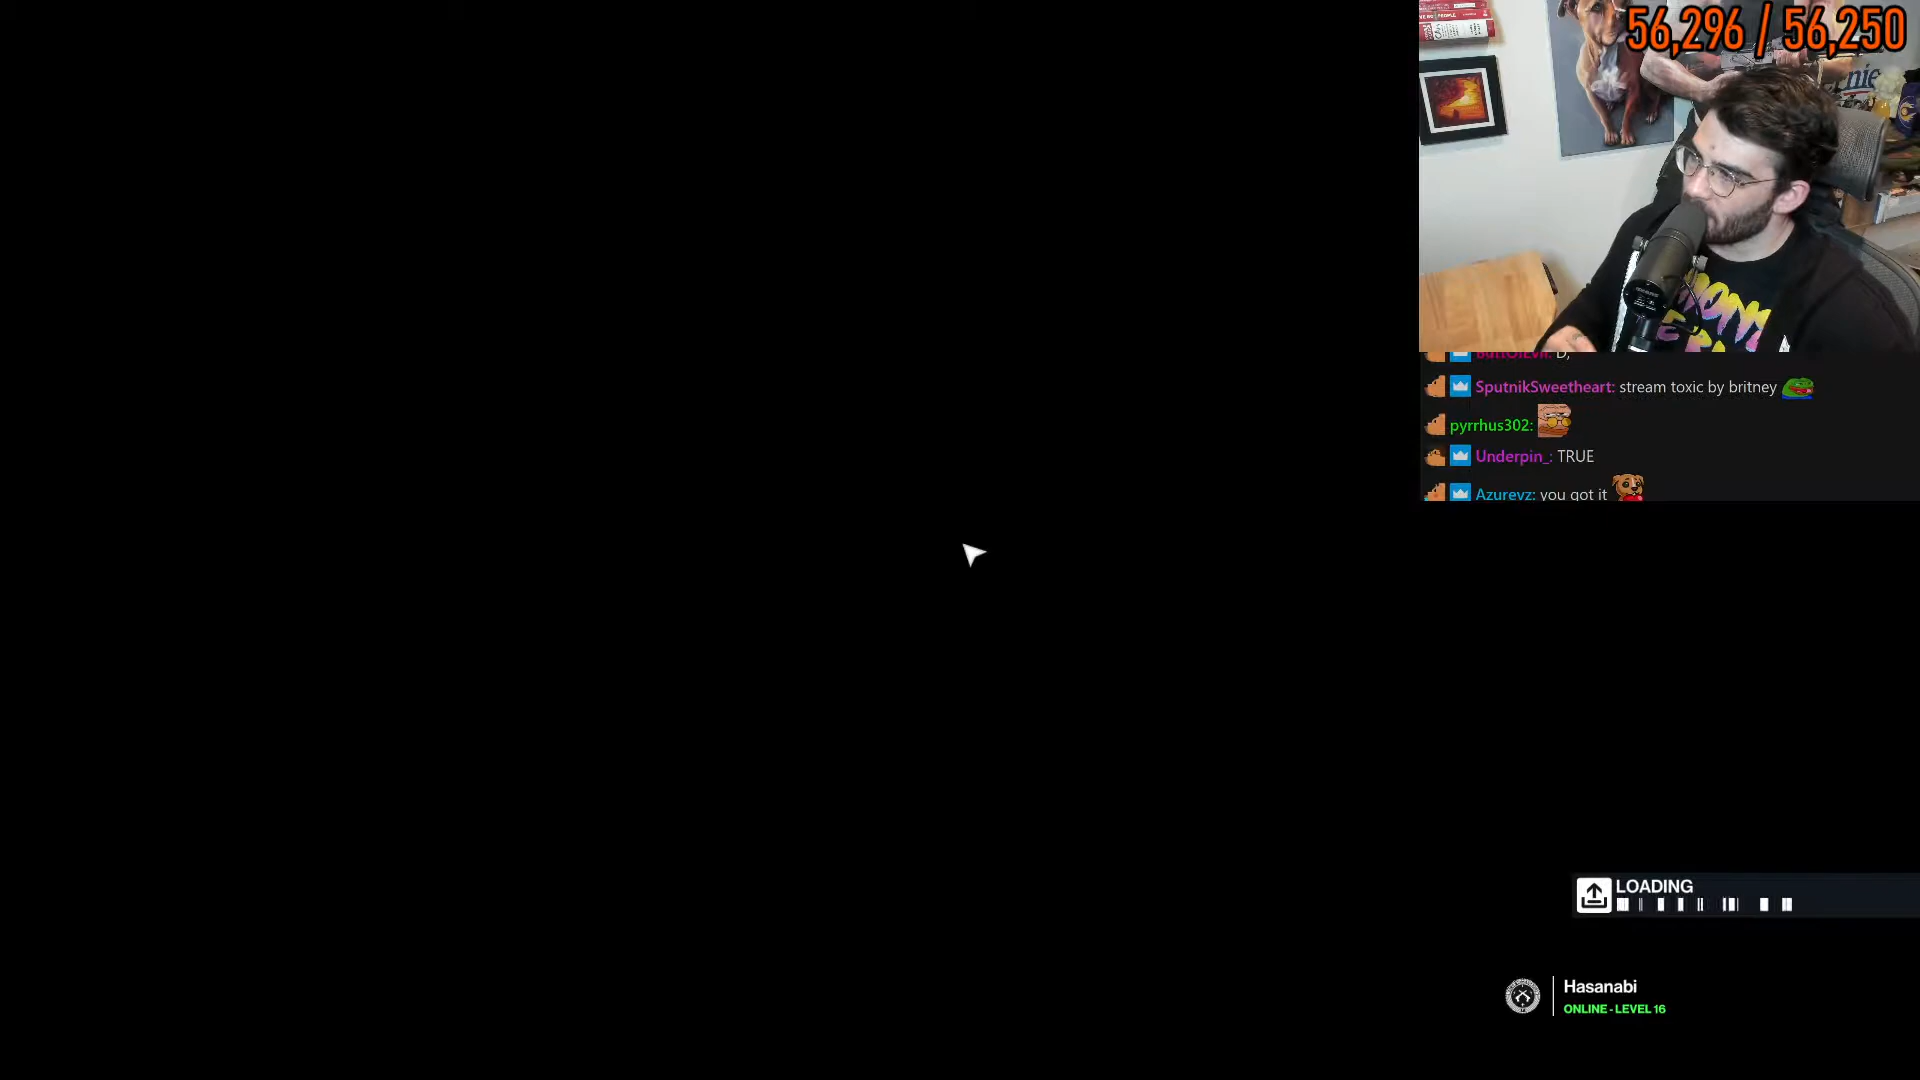 56,296 / 56,250
nie
SputnikSweetheart: stream toxic by britney
pyrrhus302:
Underpin_: TRUE
Azurevz: you got it
LOADING
Hasanabi
ONLINE - LEVEL 16